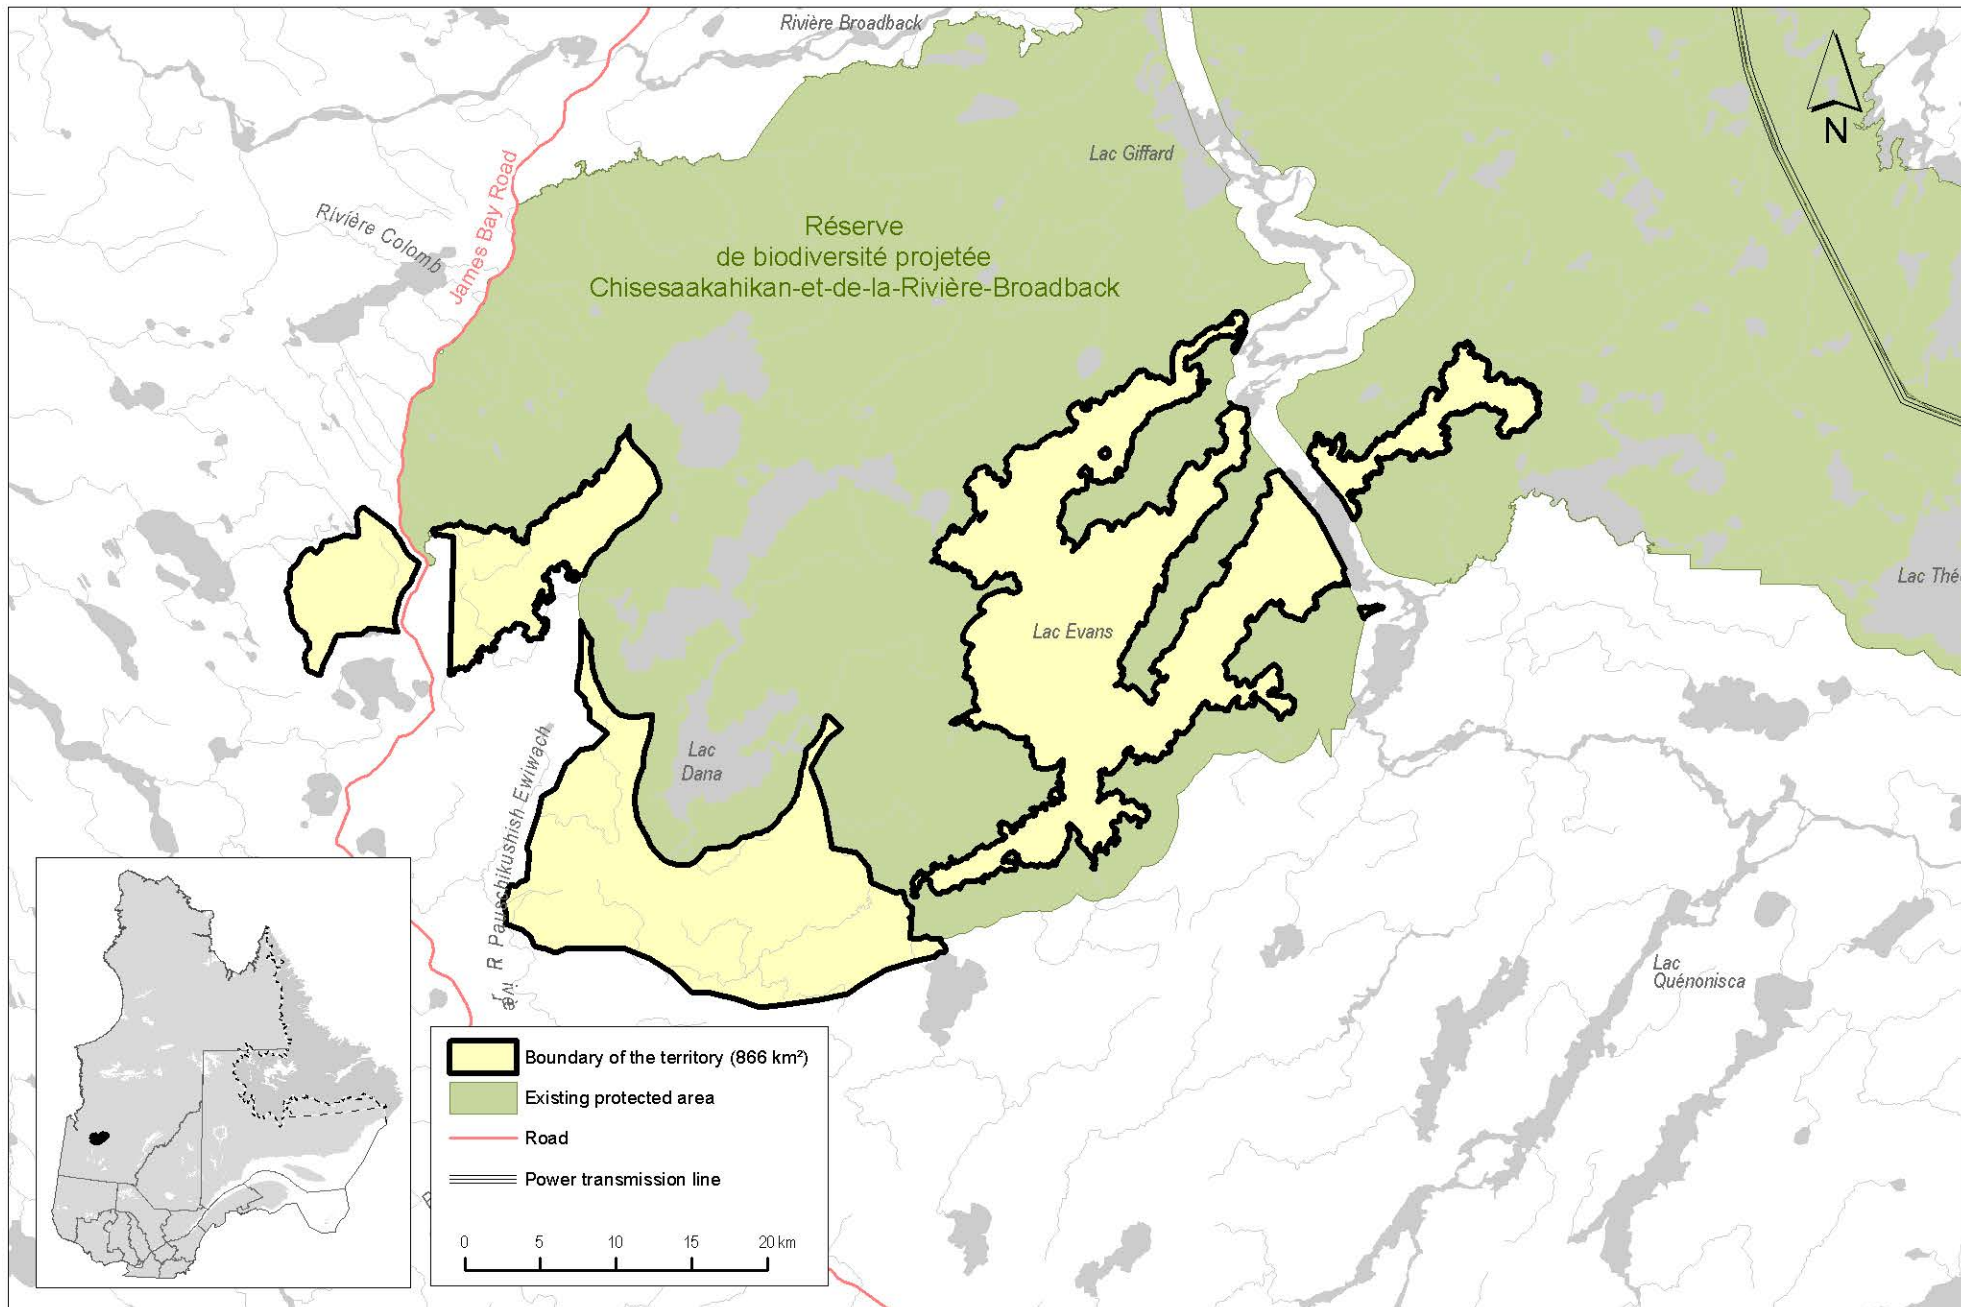 Rivière Broadback
Lac Giffard
N
Rivière Colomb
James Bay Road
Réserve
de biodiversité projetée
Chisesaakahikan-et-de-la-Rivière-Broadback
Lac Evans
Lac Thé
Lac
Dana
R Pauschikushish Ewiwach
Lac
Quénonisca
Boundary of the territory (866 km²)
Existing protected area
Road
Power transmission line
0 5 10 15 20 km